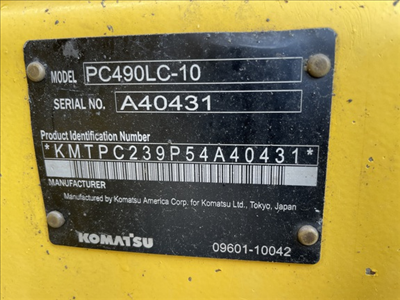 MODEL PC490LC-10
SERIAL NO. A40431
Product Identification Number
*KMTPC239P54A40431*
MANUFACTURER
Manufactured by Komatsu America Corp. for Komatsu Ltd., Tokyo, Japan
KOMATSU 09601-10042